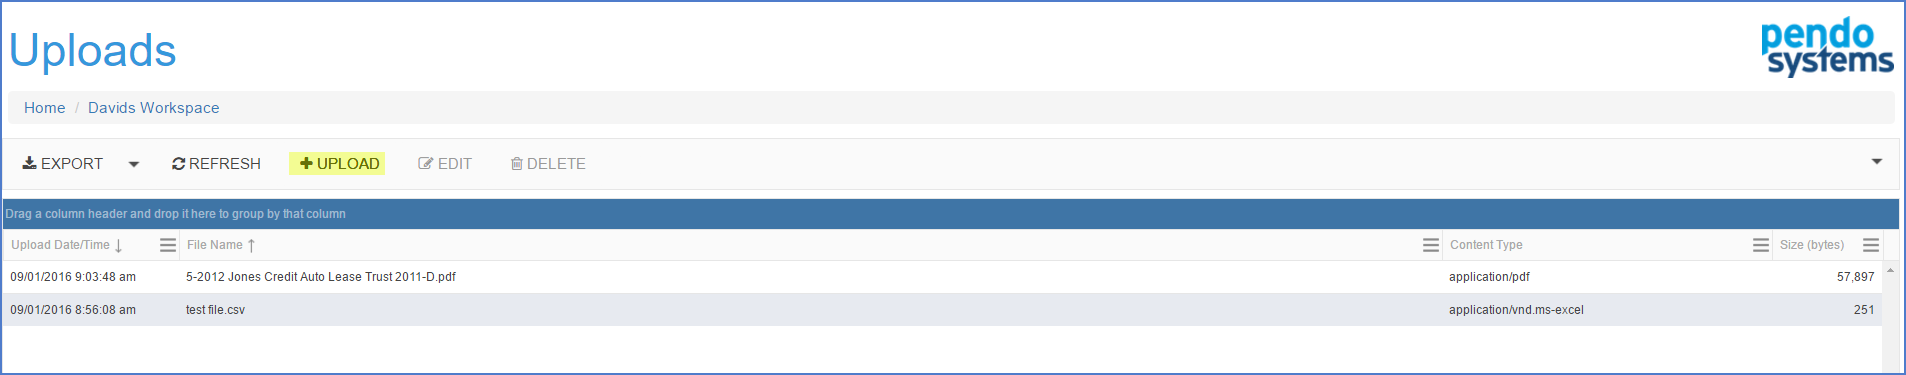 Uploads
pendo
systems
Home / Davids Workspace
EXPORT REFRESH UPLOAD EDIT DELETE
Drag a column header and drop it here to group by that column
Upload Date/Time File Name Content Type Size (bytes)
09/01/2016 9:03:48 am 5-2012 Jones Credit Auto Lease Trust 2011-D.pdf application/pdf 57,897
09/01/2016 8:56:08 am test file.csv application/vnd.ms-excel 251